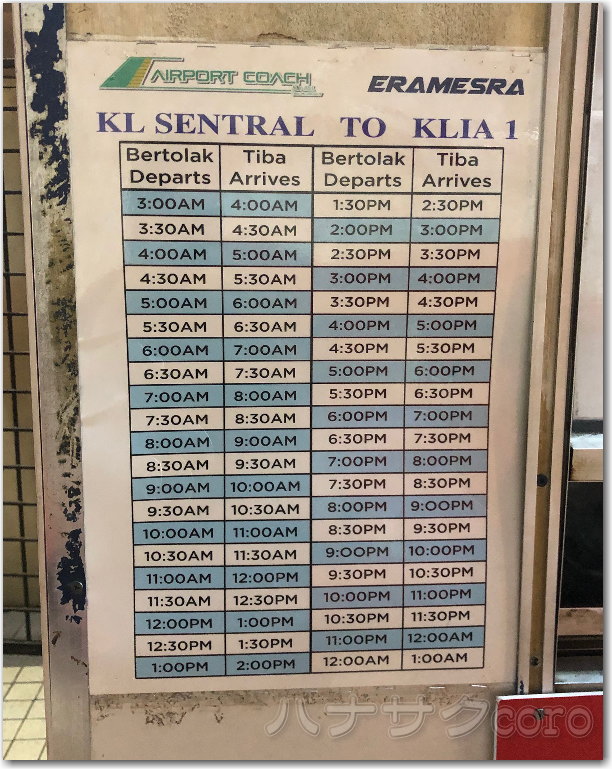 AIRPORT COACH
ERAMESRA
KL SENTRAL TO KLIA 1
Bertolak Departs Tiba Arrives Bertolak Departs Tiba Arrives
3:00AM 4:00AM 1:30PM 2:30PM
3:30AM 4:30AM 2:00PM 3:00PM
4:00AM 5:00AM 2:30PM 3:30PM
4:30AM 5:30AM 3:00PM 4:00PM
5:00AM 6:00AM 3:30PM 4:30PM
5:30AM 6:30AM 4:00PM 5:00PM
6:00AM 7:00AM 4:30PM 5:30PM
6:30AM 7:30AM 5:00PM 6:00PM
7:00AM 8:00AM 5:30PM 6:30PM
7:30AM 8:30AM 6:00PM 7:00PM
8:00AM 9:00AM 6:30PM 7:30PM
8:30AM 9:30AM 7:00PM 8:00PM
9:00AM 10:00AM 7:30PM 8:30PM
9:30AM 10:30AM 8:00PM 9:00PM
10:00AM 11:00AM 8:30PM 9:30PM
10:30AM 11:30AM 9:00PM 10:00PM
11:00AM 12:00PM 9:30PM 10:30PM
11:30AM 12:30PM 10:00PM 11:00PM
12:00PM 1:00PM 10:30PM 11:30PM
12:30PM 1:30PM 11:00PM 12:00AM
1:00PM 2:00PM 12:00AM 1:00AM
ハナサクcoro